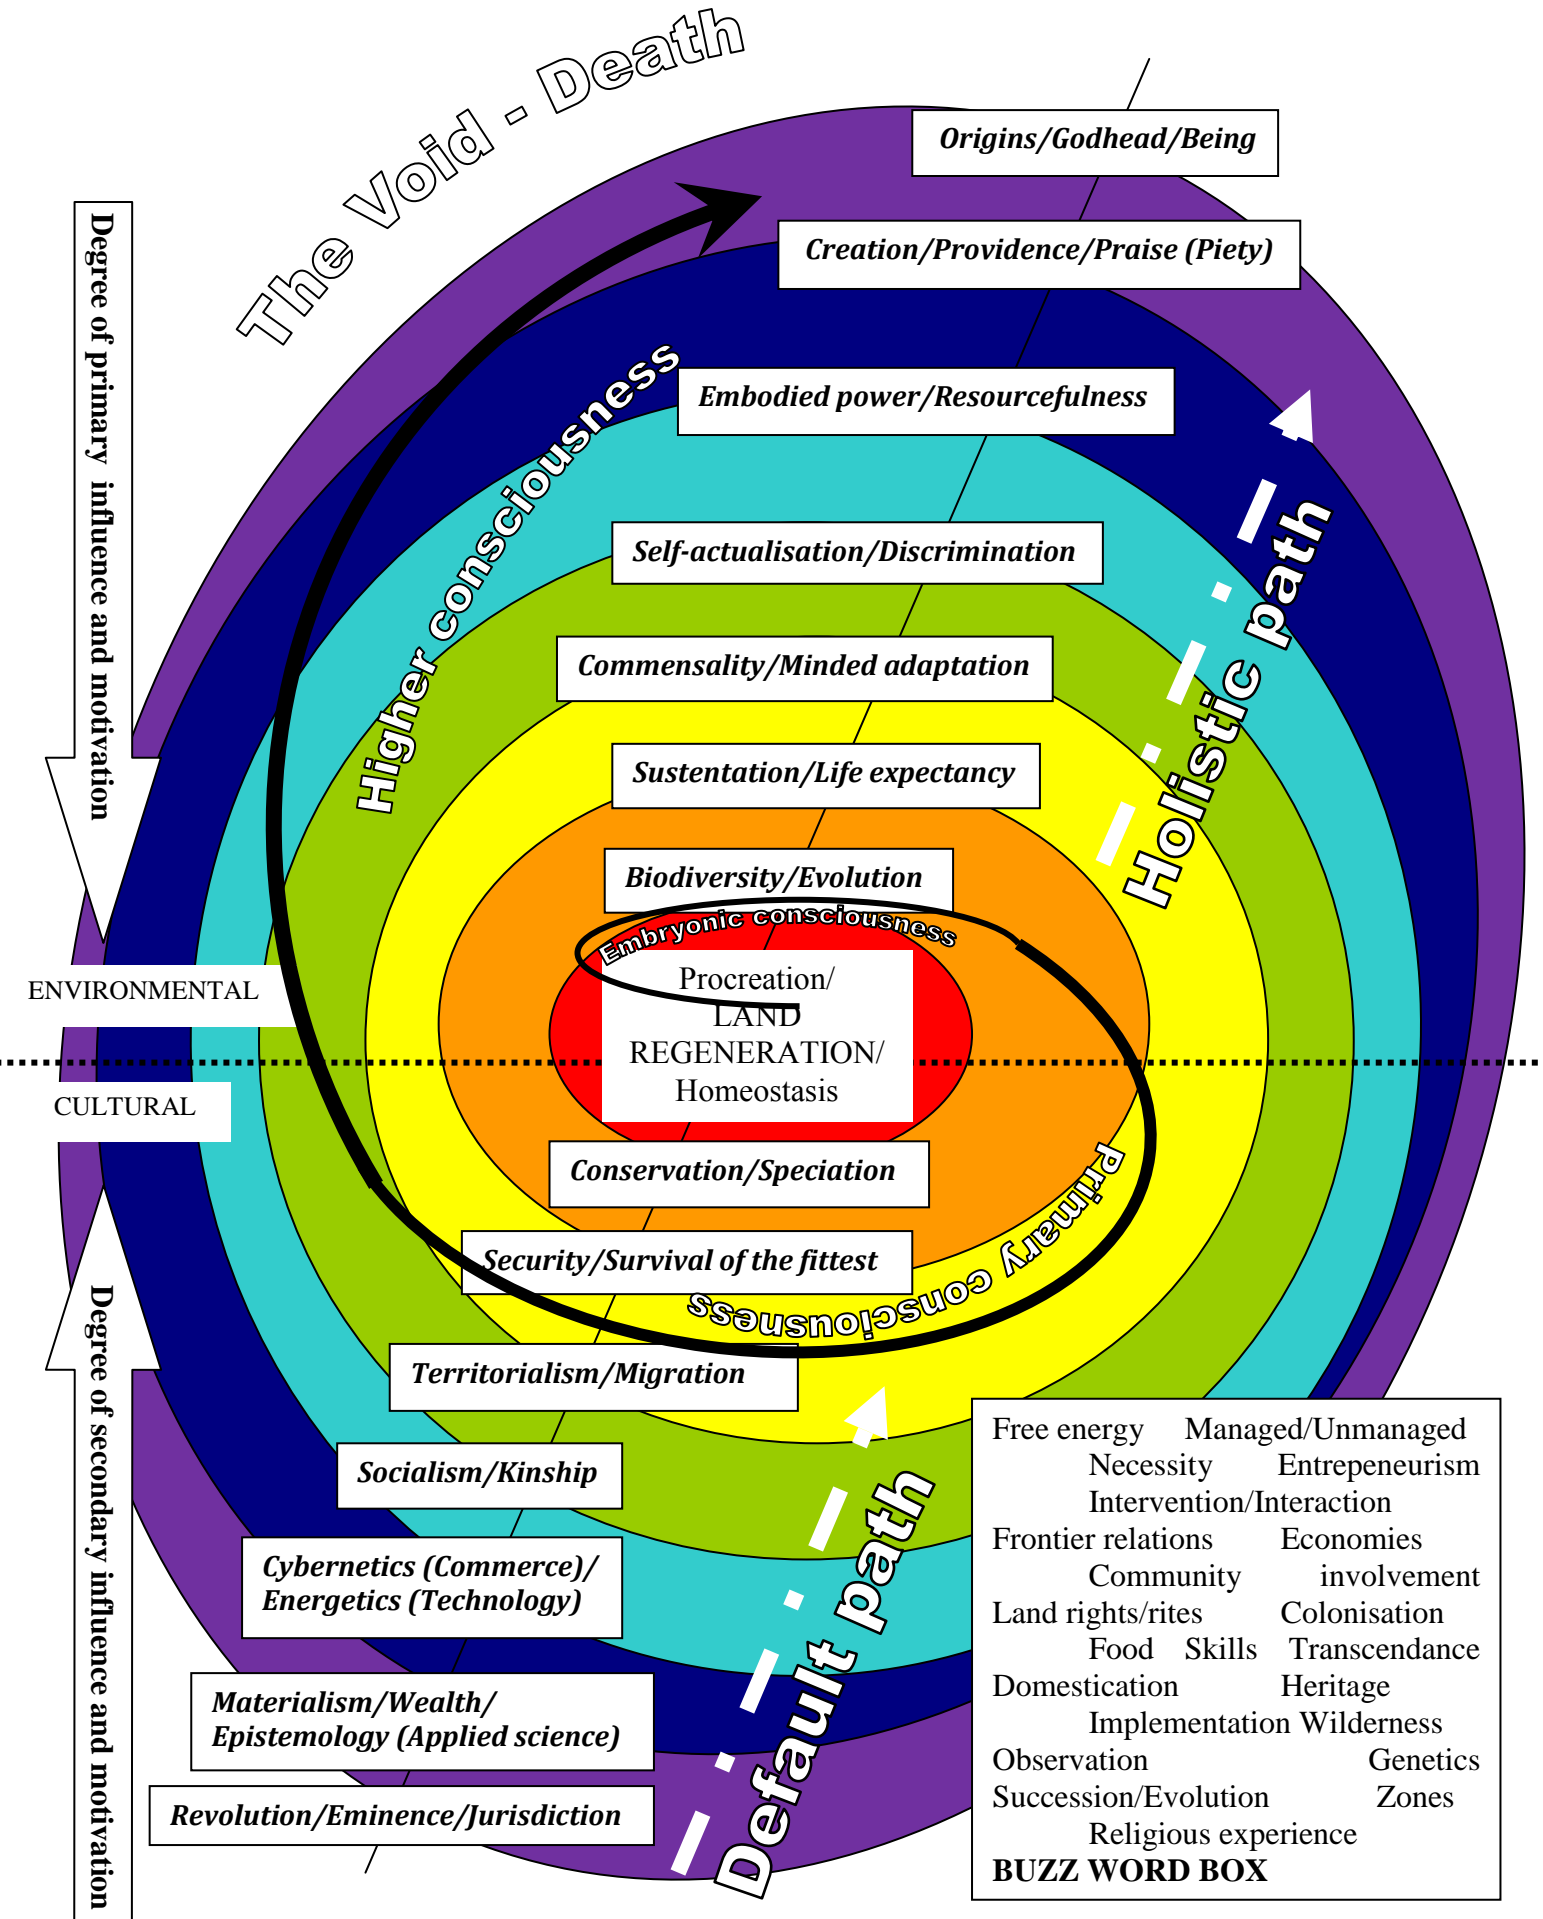 The Void - Death
Origins/Godhead/Being
Creation/Providence/Praise (Piety)
Degree of primary influence and motivation
Higher consciousness
Embodied power/Resourcefulness
Self-actualisation/Discrimination
Holistic path
Commensality/Minded adaptation
Sustentation/Life expectancy
Biodiversity/Evolution
Embryonic consciousness
Procreation/
LAND
REGENERATION/
Homeostasis
ENVIRONMENTAL
CULTURAL
Conservation/Speciation
Primary consciousness
Security/Survival of the fittest
Territorialism/Migration
Degree of secondary influence and motivation
Socialism/Kinship
Default path
Cybernetics (Commerce)/
Energetics (Technology)
Materialism/Wealth/
Epistemology (Applied science)
Revolution/Eminence/Jurisdiction
Free energy Managed/Unmanaged
Necessity Entrepeneurism
Intervention/Interaction
Frontier relations Economies
Community involvement
Land rights/rites Colonisation
Food Skills Transcendance
Domestication Heritage
Implementation Wilderness
Observation Genetics
Succession/Evolution Zones
Religious experience
BUZZ WORD BOX